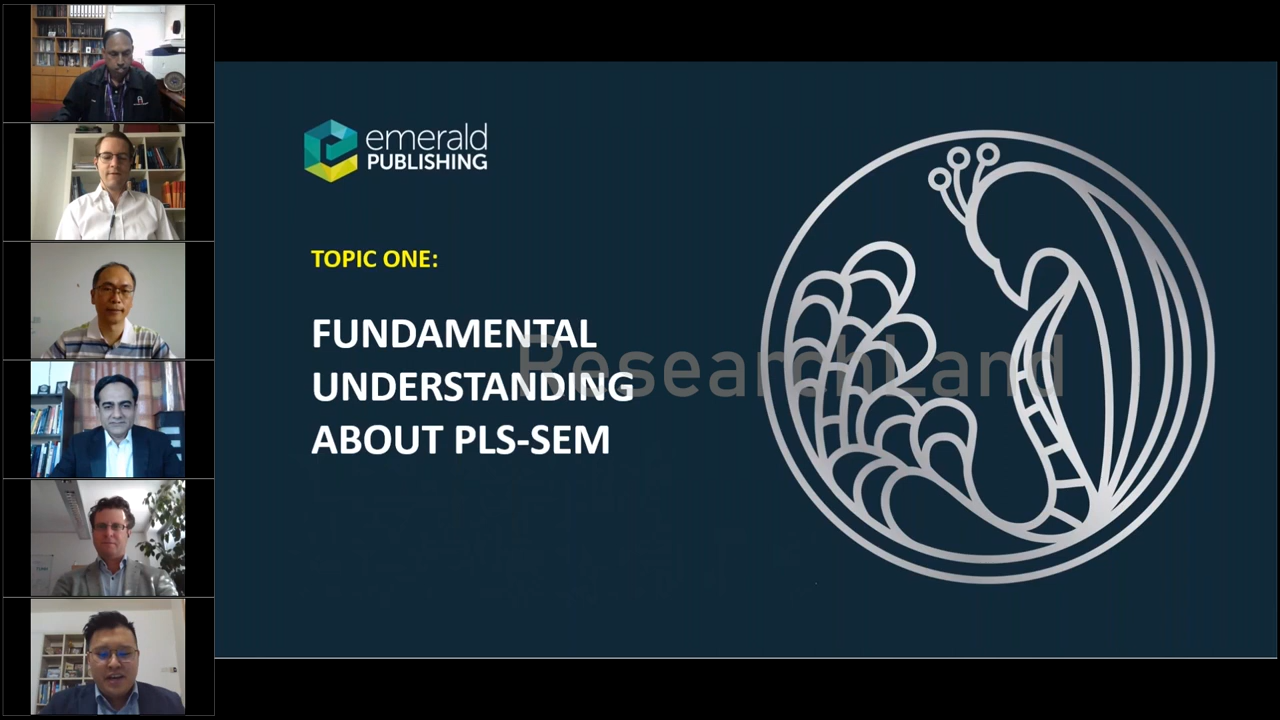 emerald
PUBLISHING
TOPIC ONE:
FUNDAMENTAL
UNDERSTANDING
ABOUT PLS-SEM
ResearchLand